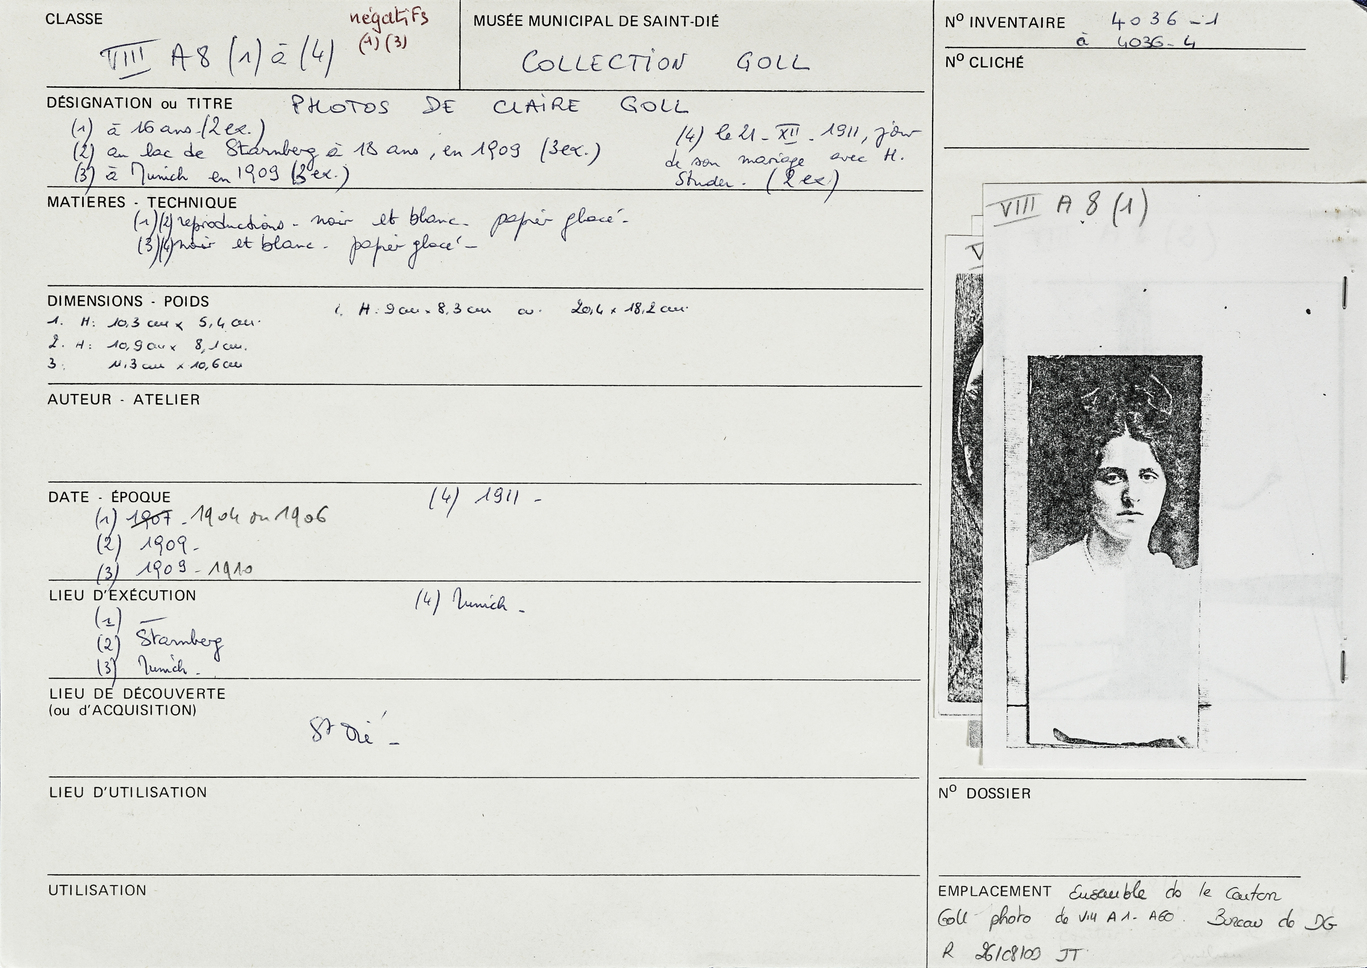 CLASSE
négatifs
(1) (3)
VIII A 8 (1) à (4)
MUSÉE MUNICIPAL DE SAINT-DIÉ
COLLECTION GOLL
Nº INVENTAIRE 4036-1
à 4036-4
Nº CLICHÉ
DÉSIGNATION OU TITRE PHOTOS DE CLAIRE GOLL
(1) à 16 ans - (2 ex.)
(2) au lac de Starnberg à 18 ans, en 1909 (3 ex.)
(3) à Munich en 1909 (3 ex.)
(4) le 21 - XII - 1911, jour
de son mariage avec H.
Studer. (2 ex)
MATIÈRES - TECHNIQUE
(1)(2) reproductions - noir et blanc - papier glacé -
(3)(4) noir et blanc - papier glacé -
DIMENSIONS - POIDS
1. H: 10,3 cm x 5,4 cm.
2. H: 10,9 cm x 8,1 cm.
3: 11,3 cm x 10,6 cm
H: 9 cm x 8,3 cm ou 20,4 x 18,2 cm.
AUTEUR - ATELIER
DATE - ÉPOQUE
(1) 1907 - 1904 ou 1906
(2) 1909 -
(3) 1909 - 1910
(4) 1911 -
LIEU D'EXÉCUTION
(1) —
(2) Starnberg
(3) Munich -
(4) Munich -
LIEU DE DÉCOUVERTE
(ou d'ACQUISITION)
St Dié -
LIEU D'UTILISATION
UTILISATION
VIII A 8 (1)
V
Nº DOSSIER
EMPLACEMENT Ensemble de le carton
Goll photo de VIII A1 - A60. Bureau de DG
R 26/08/09 JT